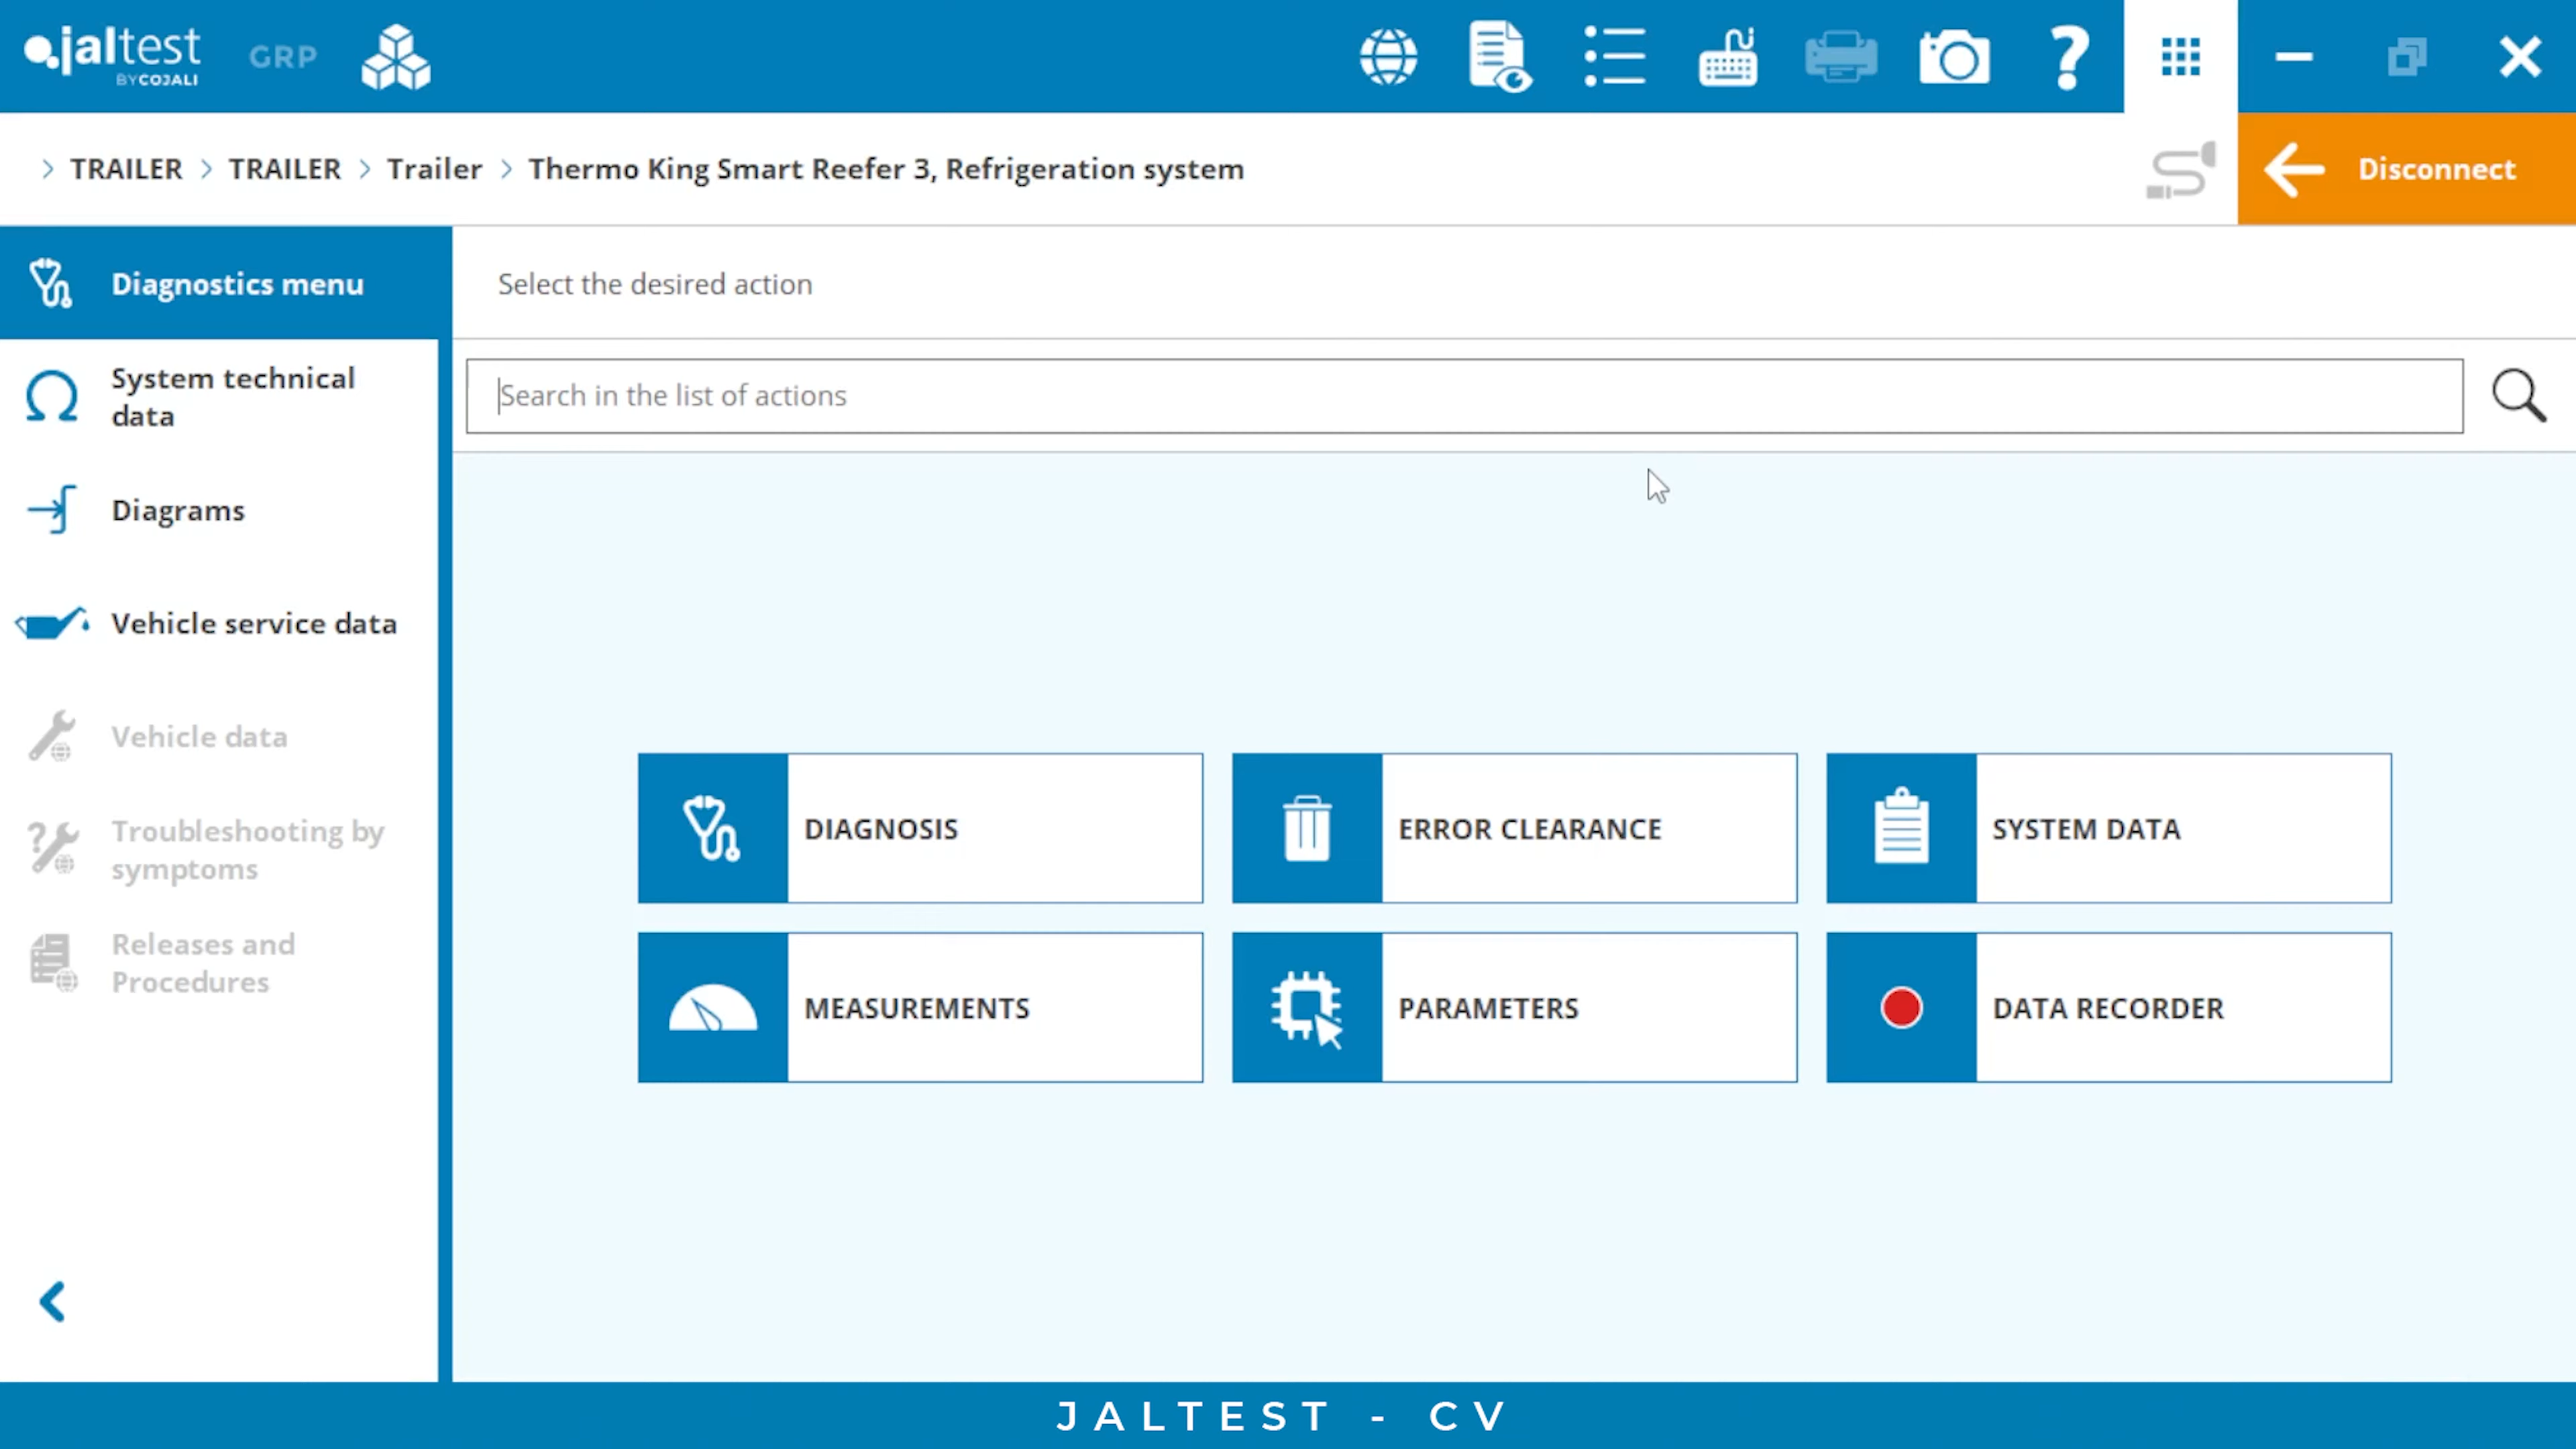 jaltest
BY COJALI
GRP
> TRAILER > TRAILER > Trailer > Thermo King Smart Reefer 3, Refrigeration system
Disconnect
Diagnostics menu
System technical
data
Diagrams
Vehicle service data
Vehicle data
Troubleshooting by
symptoms
Releases and
Procedures
Select the desired action
Search in the list of actions
DIAGNOSIS
ERROR CLEARANCE
SYSTEM DATA
MEASUREMENTS
PARAMETERS
DATA RECORDER
JALTEST - CV